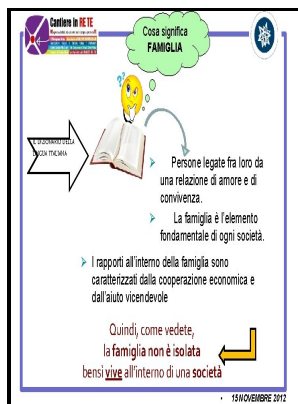 Cantiere in RETE
Cosa significa
FAMIGLIA
IL DIZIONARIO DELLA
LINGUA ITALIANA
Persone legate fra loro da
una relazione di amore e di
convivenza.
La famiglia è l'elemento
fondamentale di ogni società.
I rapporti all'interno della famiglia sono
caratterizzati dalla cooperazione economica e
dall'aiuto vicendevole
Quindi, come vedete,
la famiglia non è isolata
bensì vive all'interno di una società
15 NOVEMBRE 2012